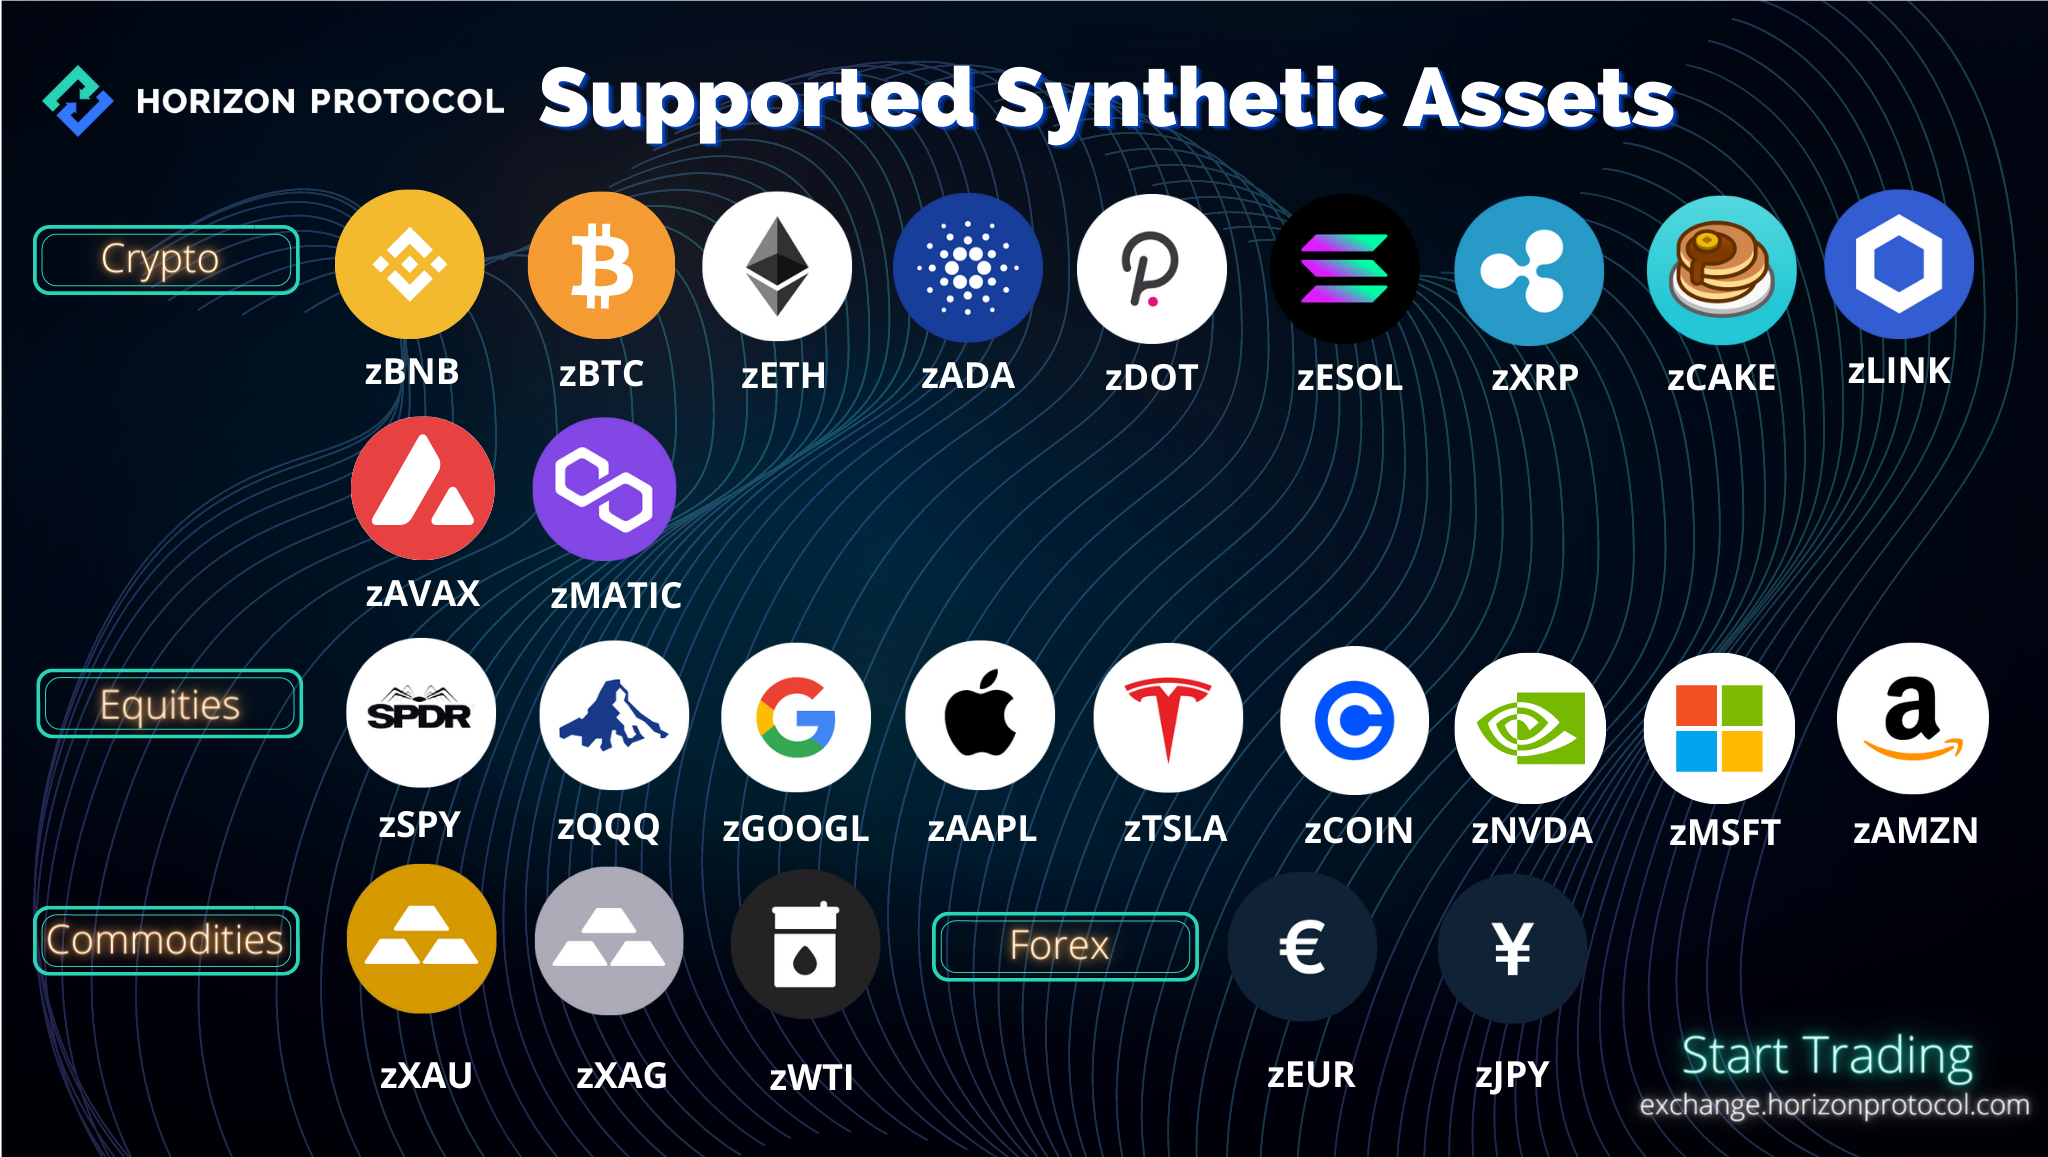 HORIZON PROTOCOL
Supported Synthetic Assets
Crypto
zBNB
zBTC
zETH
zADA
zDOT
zESOL
zXRP
zCAKE
zLINK
zAVAX
zMATIC
Equities
SPDR
zSPY
zQQQ
zGOOGL
zAAPL
zTSLA
zCOIN
zNVDA
zMSFT
a
zAMZN
Commodities
zXAU
zXAG
zWTI
Forex
€
¥
zEUR
zJPY
Start Trading
exchange.horizonprotocol.com